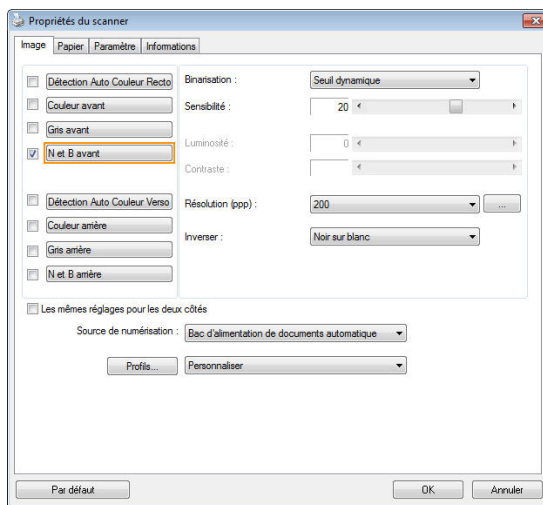 Propriétés du scanner
Image Papier Paramètre Informations
Détection Auto Couleur Recto
Couleur avant
Gris avant
N et B avant
Détection Auto Couleur Verso
Couleur arrière
Gris arrière
N et B arrière
Binarisation : Seuil dynamique
Sensibilité : 20
Luminosité : 0
Contraste :
Résolution (ppp) : 200 ...
Inverser : Noir sur blanc
Les mêmes réglages pour les deux côtés
Source de numérisation : Bac d'alimentation de documents automatique
Profils... Personnaliser
Par défaut OK Annuler